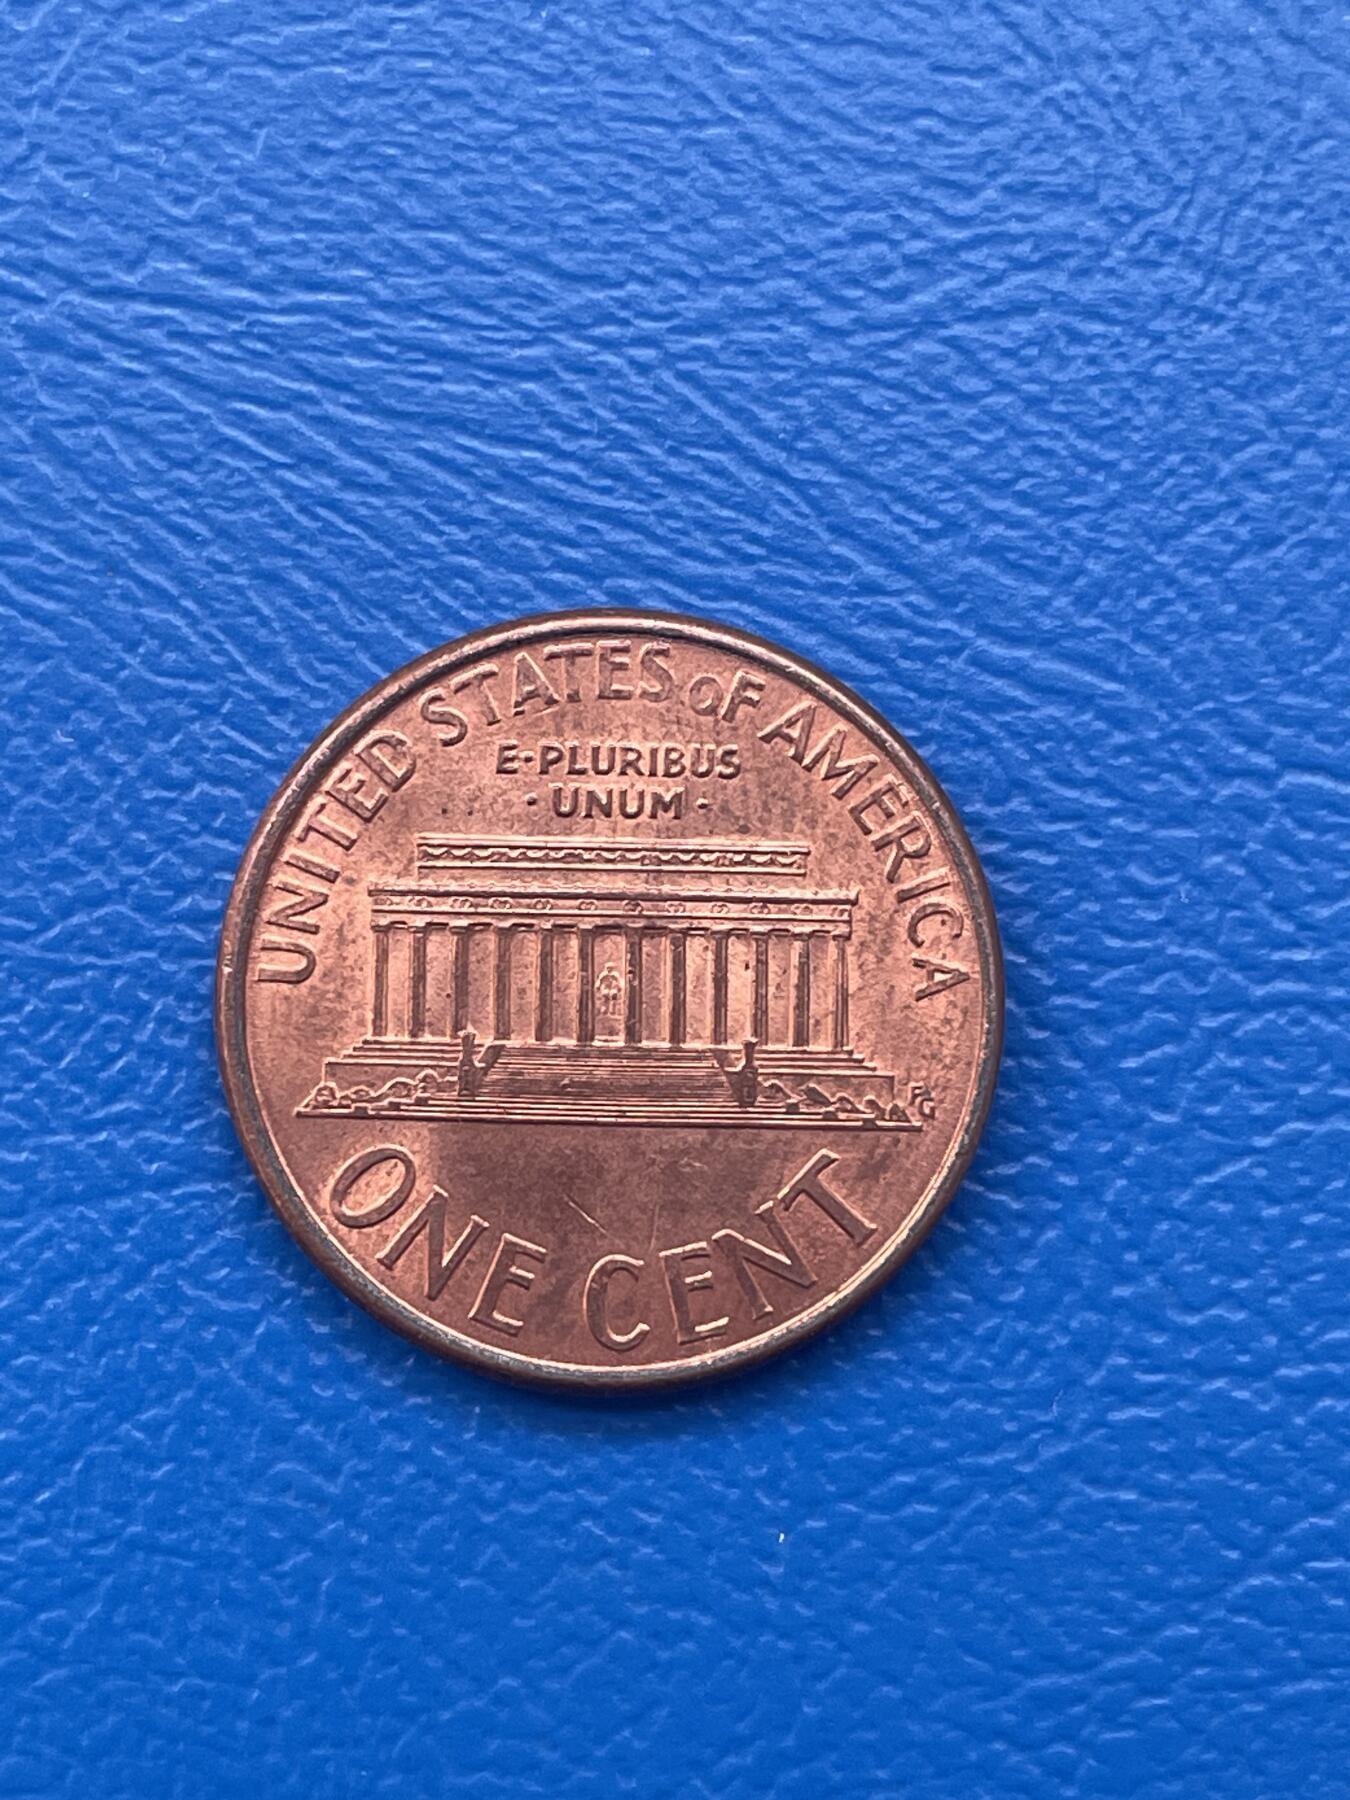 UNITED STATES OF AMERICA
E·PLURIBUS
·UNUM·
FG
ONE CENT